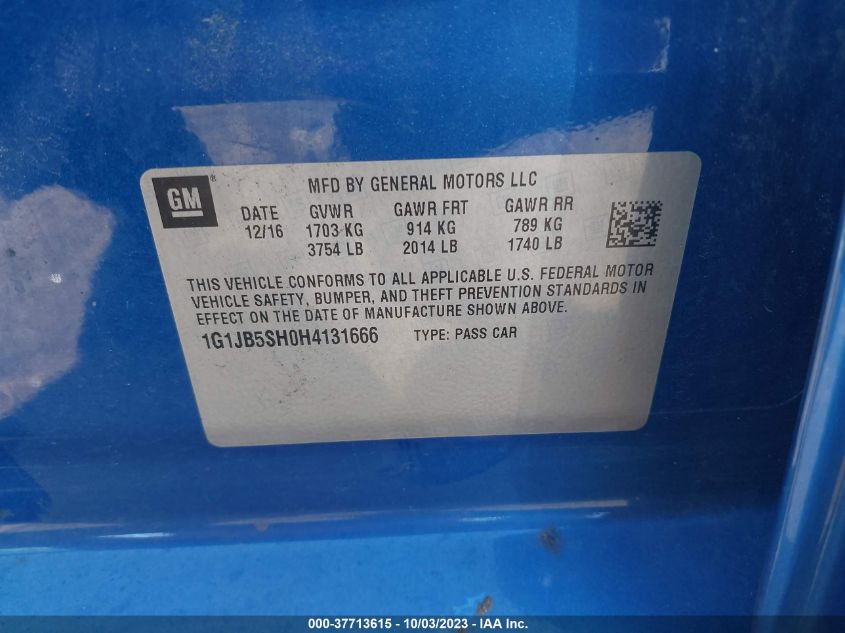 GM ®
MFD BY GENERAL MOTORS LLC
DATE GVWR GAWR FRT GAWR RR
12/16 1703 KG 914 KG 789 KG
3754 LB 2014 LB 1740 LB
THIS VEHICLE CONFORMS TO ALL APPLICABLE U.S. FEDERAL MOTOR
VEHICLE SAFETY, BUMPER, AND THEFT PREVENTION STANDARDS IN
EFFECT ON THE DATE OF MANUFACTURE SHOWN ABOVE.
1G1JB5SH0H4131666 TYPE: PASS CAR
000-37713615 - 10/03/2023 - IAA Inc.